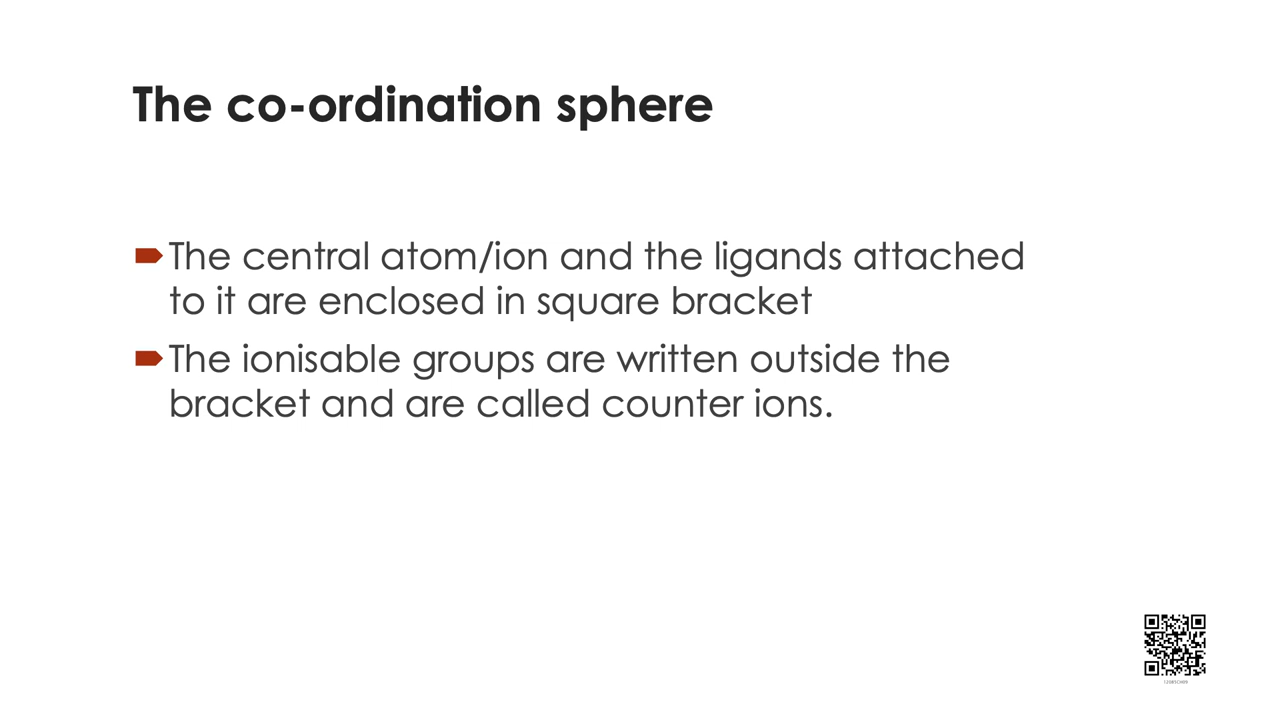 The co-ordination sphere
The central atom/ion and the ligands attached
to it are enclosed in square bracket
The ionisable groups are written outside the
bracket and are called counter ions.